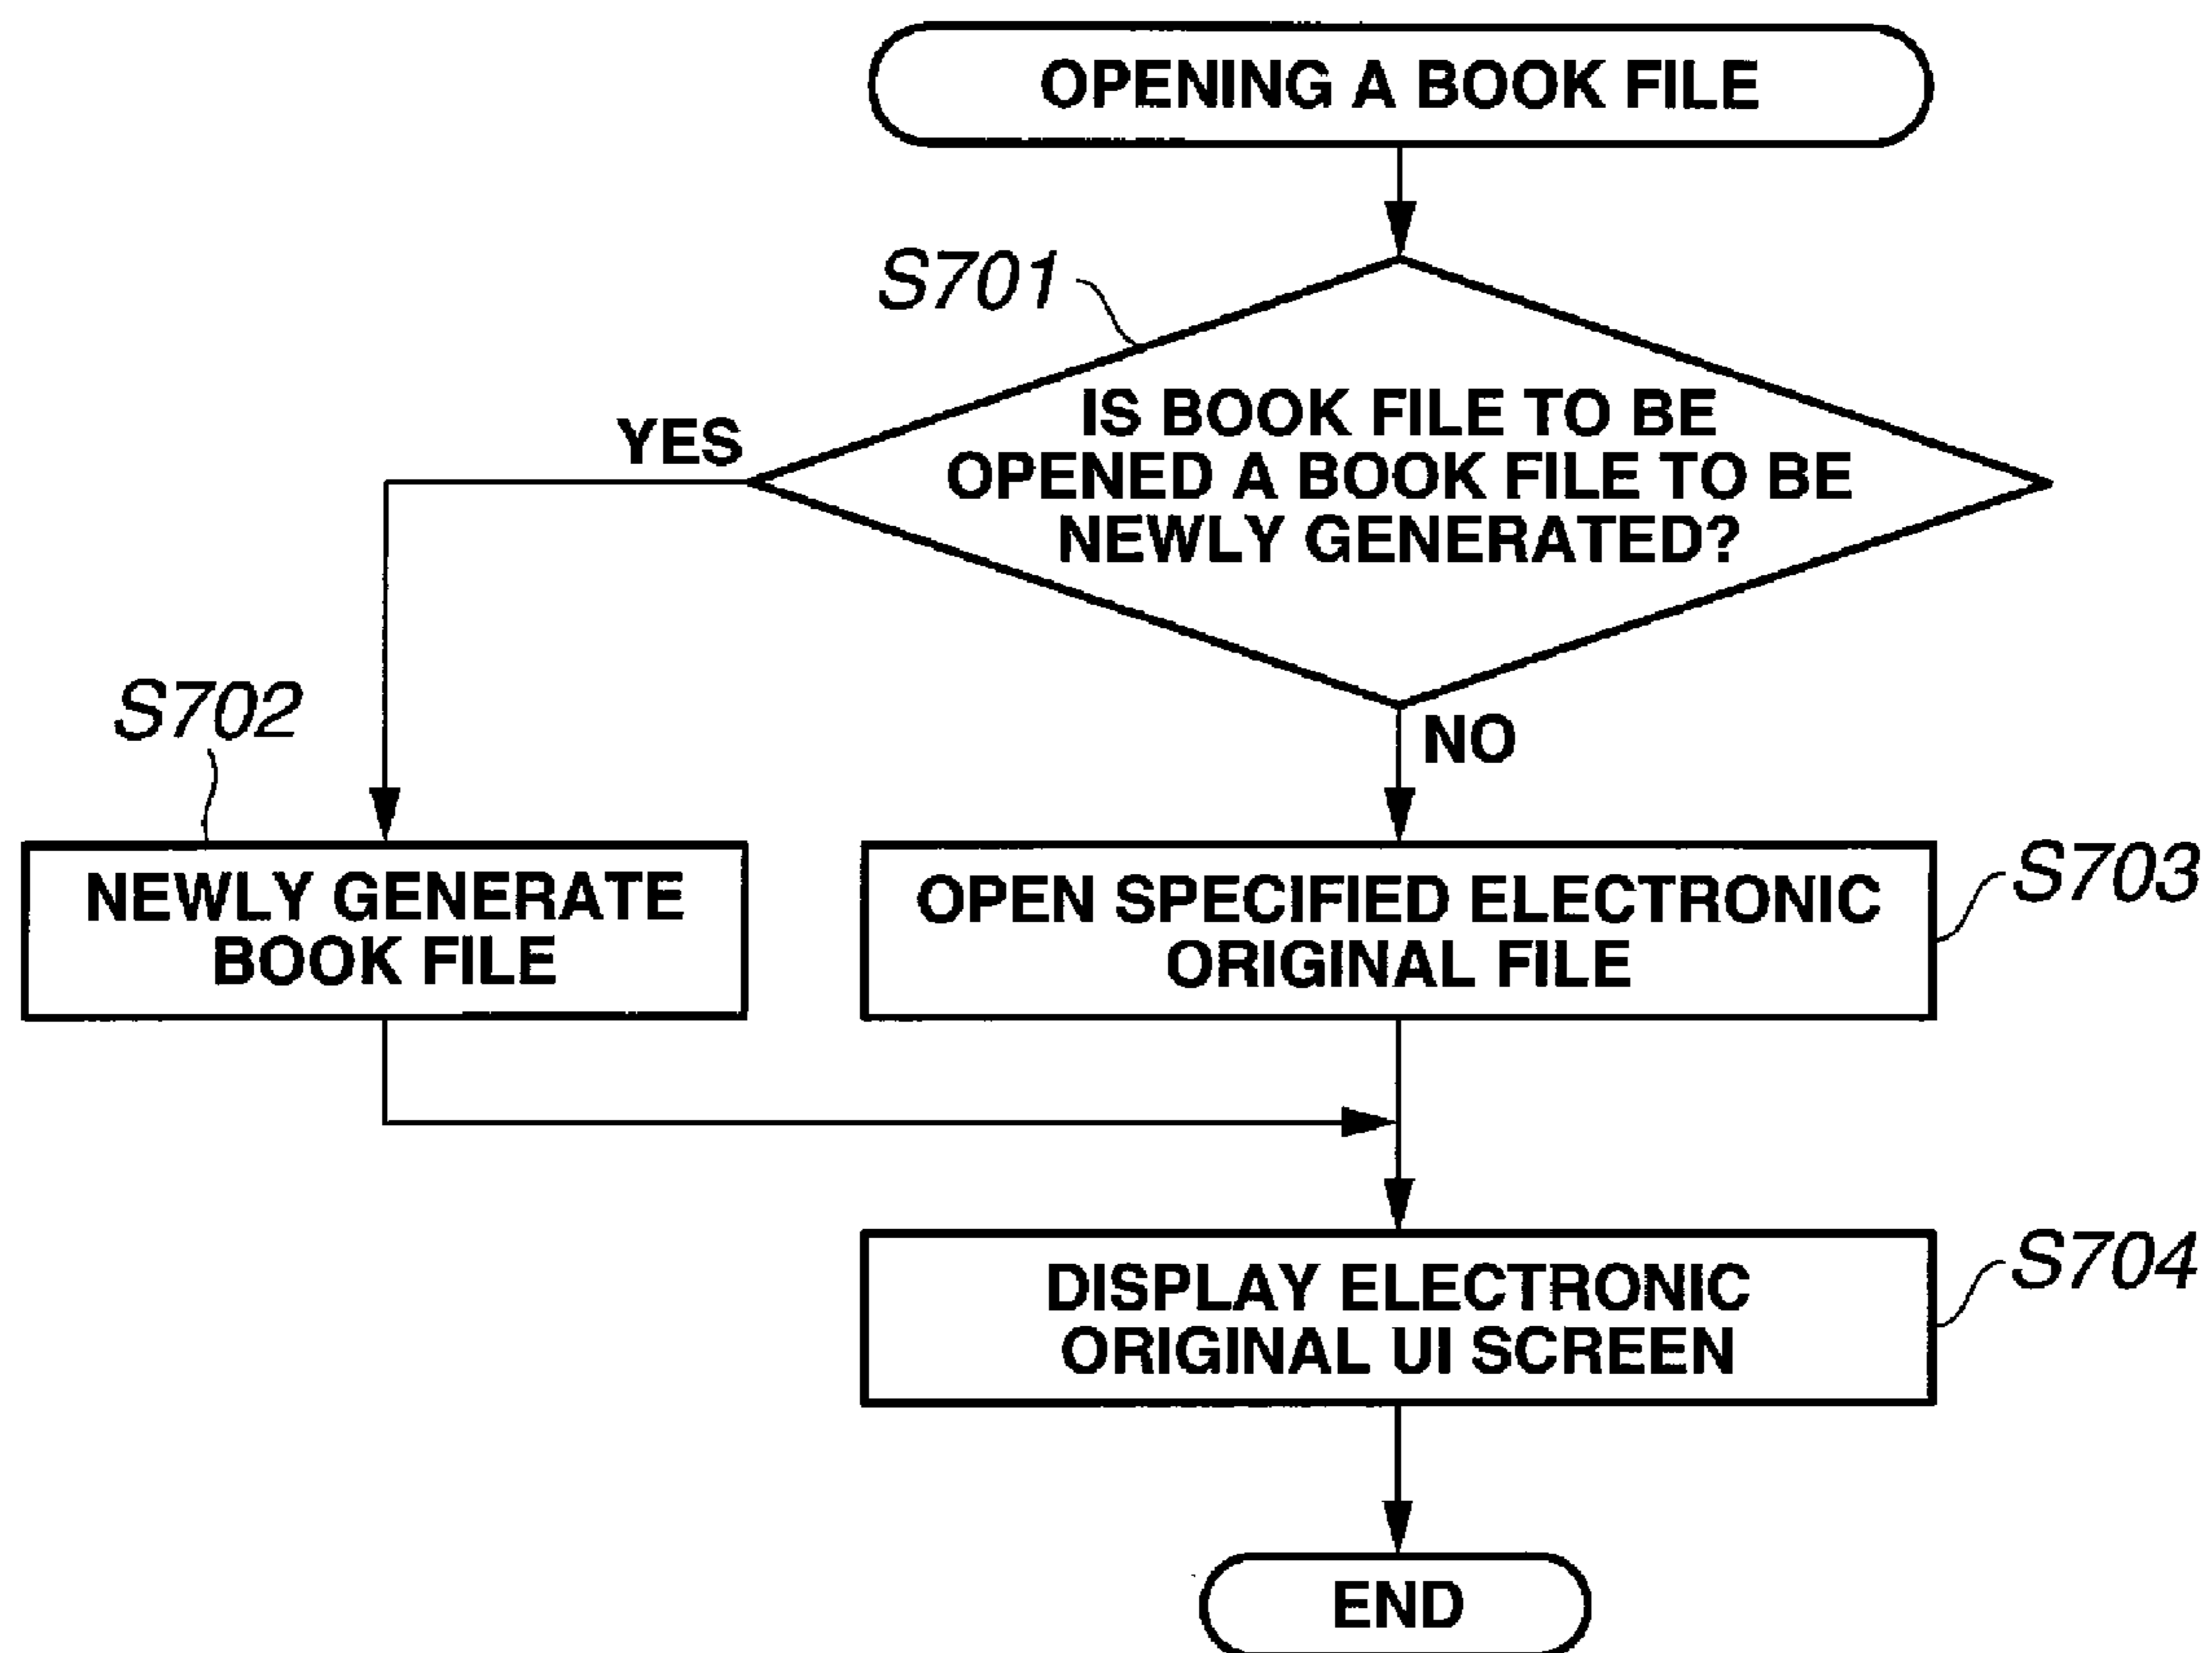 OPENING A BOOK FILE
S701
IS BOOK FILE TO BE
OPENED A BOOK FILE TO BE
NEWLY GENERATED?
YES
NO
S702
NEWLY GENERATE
BOOK FILE
OPEN SPECIFIED ELECTRONIC
ORIGINAL FILE
S703
DISPLAY ELECTRONIC
ORIGINAL UI SCREEN
S704
END